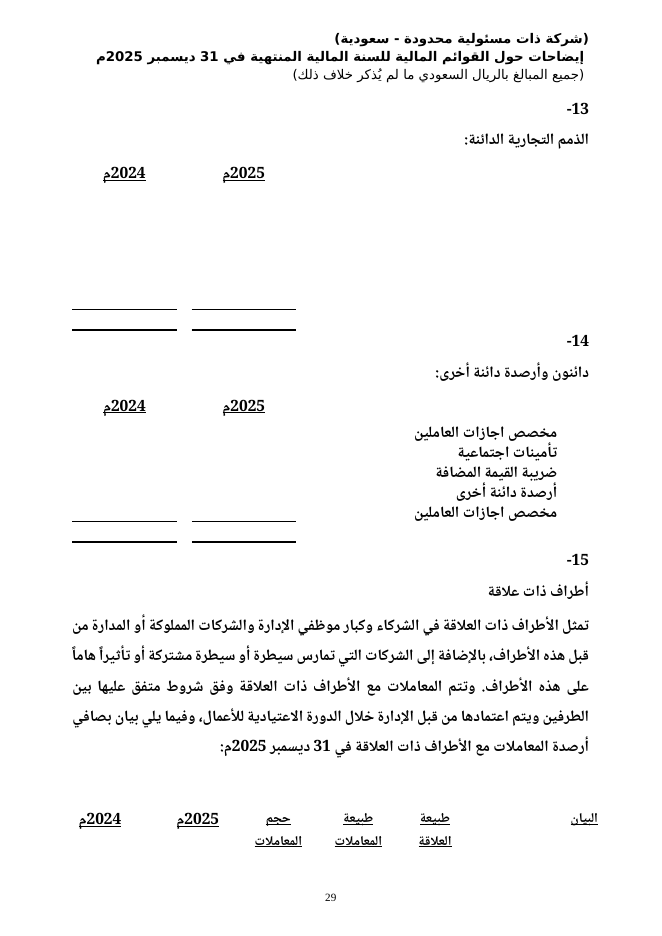 (شركة ذات مسئولية محدودة - سعودية)
إيضاحات حول القوائم المالية للسنة المالية المنتهية في 31 ديسمبر 2025م
(جميع المبالغ بالريال السعودي ما لم يُذكر خلاف ذلك)
13-
الذمم التجارية الدائنة:
2025م 2024م
14-
دائنون وأرصدة دائنة أخرى:
2025م 2024م
مخصص اجازات العاملين
تأمينات اجتماعية
ضريبة القيمة المضافة
أرصدة دائنة أخرى
مخصص اجازات العاملين
15-
أطراف ذات علاقة
تمثل الأطراف ذات العلاقة في الشركاء وكبار موظفي الإدارة والشركات المملوكة أو المدارة من
قبل هذه الأطراف، بالإضافة إلى الشركات التي تمارس سيطرة أو سيطرة مشتركة أو تأثيراً هاماً
على هذه الأطراف. وتتم المعاملات مع الأطراف ذات العلاقة وفق شروط متفق عليها بين
الطرفين ويتم اعتمادها من قبل الإدارة خلال الدورة الاعتيادية للأعمال، وفيما يلي بيان بصافي
أرصدة المعاملات مع الأطراف ذات العلاقة في 31 ديسمبر 2025م:
البيان طبيعة طبيعة حجم 2025م 2024م
العلاقة المعاملات المعاملات
29